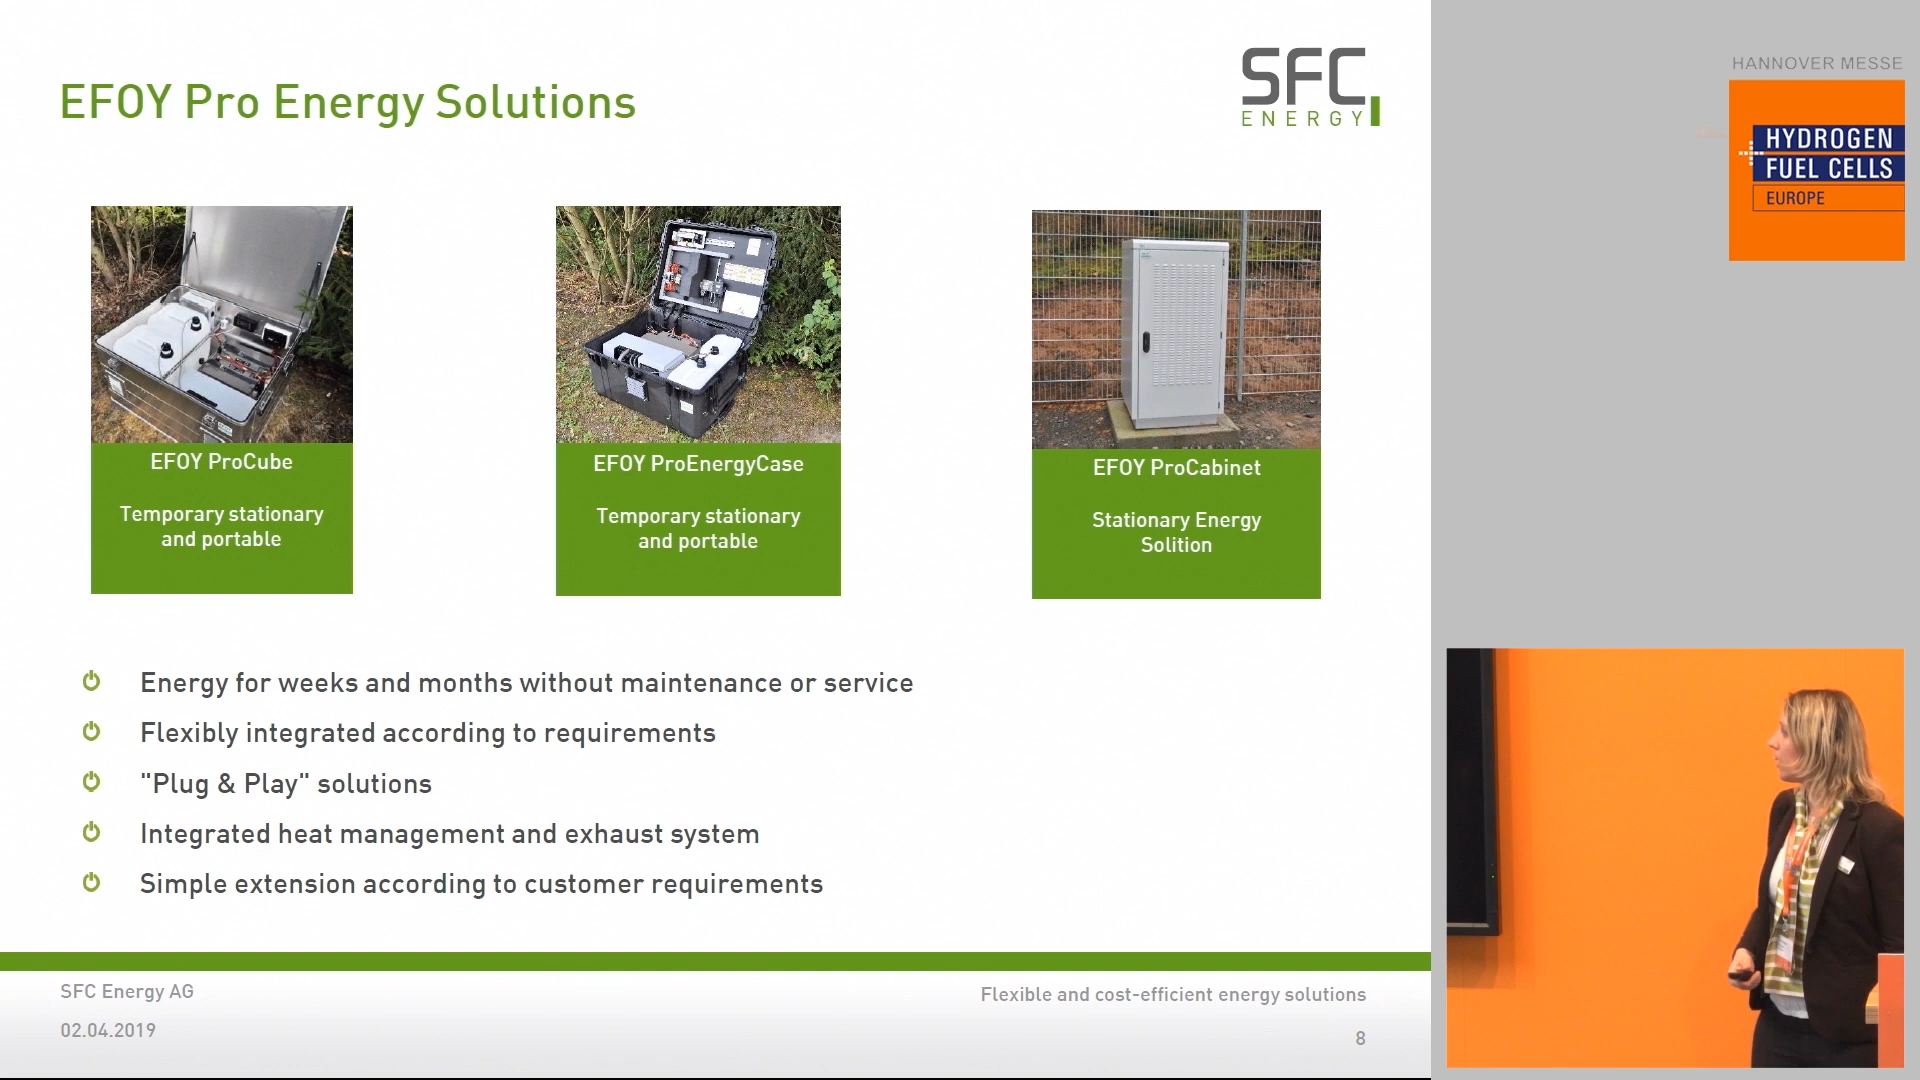 EFOY Pro Energy Solutions
SFC
ENERGY
HANNOVER MESSE
HYDROGEN
FUEL CELLS
EUROPE
EFOY ProCube
Temporary stationary
and portable
EFOY ProEnergyCase
Temporary stationary
and portable
EFOY ProCabinet
Stationary Energy
Solition
Energy for weeks and months without maintenance or service
Flexibly integrated according to requirements
"Plug & Play" solutions
Integrated heat management and exhaust system
Simple extension according to customer requirements
SFC Energy AG
02.04.2019
Flexible and cost-efficient energy solutions
8